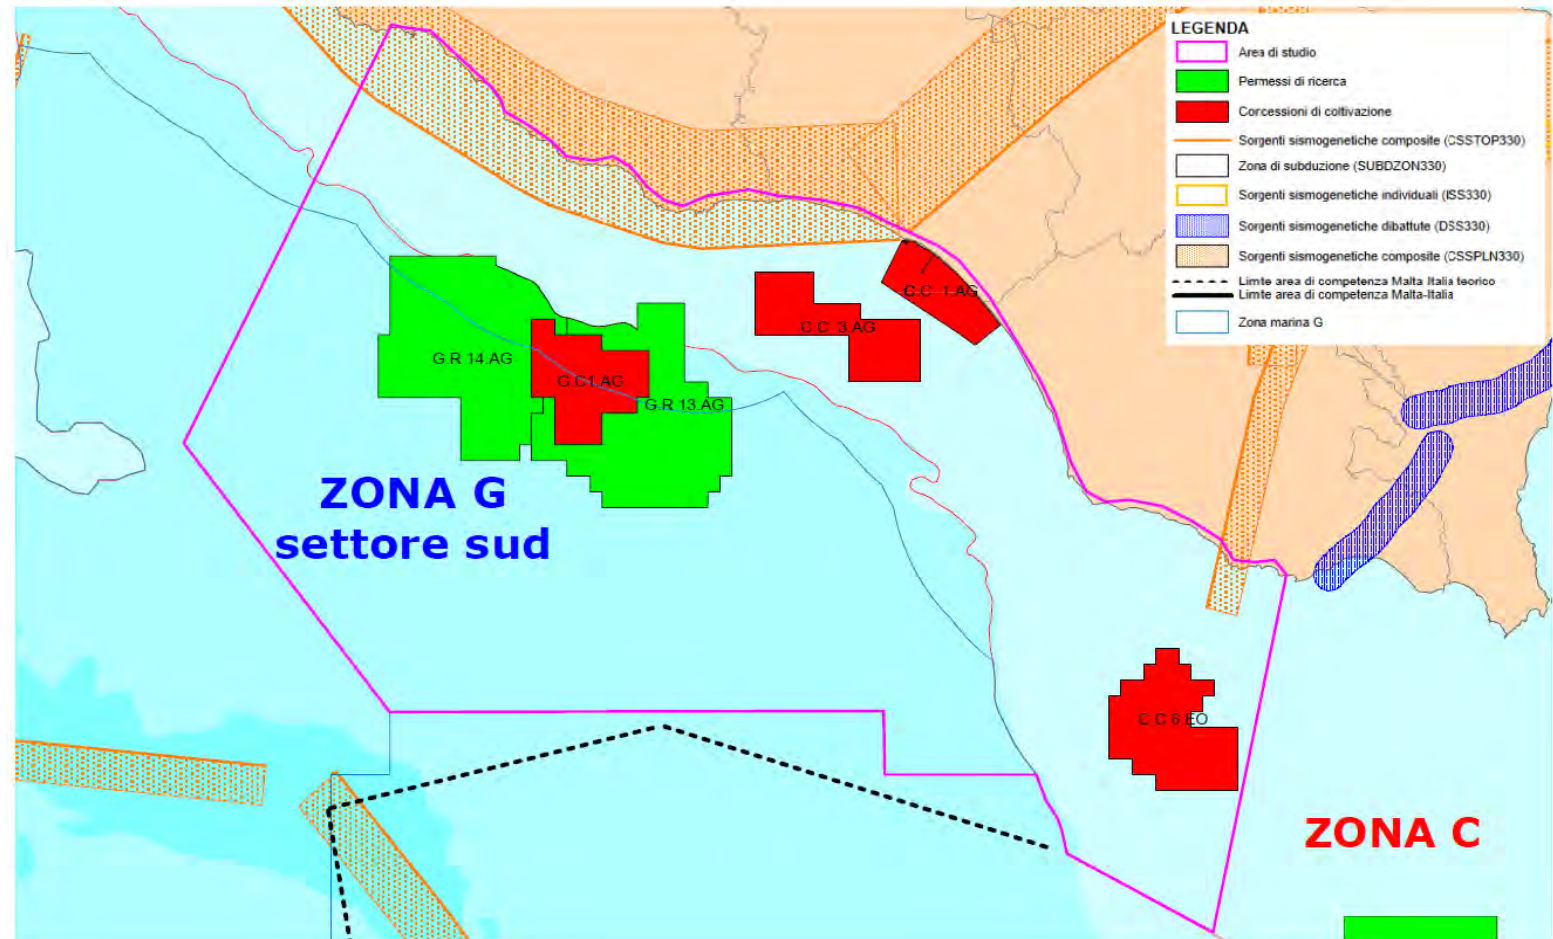 LEGENDA
Area di studio
Permessi di ricerca
Corcessioni di coltivazione
Sorgenti sismogenetiche composite (CSSTOP330)
Zona di subduzione (SUBDZON330)
Sorgenti sismogenetiche individuali (ISS330)
Sorgenti sismogenetiche dibattute (DSS330)
Sorgenti sismogenetiche composite (CSSPLN330)
Limite area di competenza Malta Italia teorico
Limite area di competenza Malta-Italia
Zona marina G
C.C 1.AG
C.C 3.AG
G.R 14.AG
G.C1.AG
G.R 13.AG
ZONA G
settore sud
C.C 6.EO
ZONA C